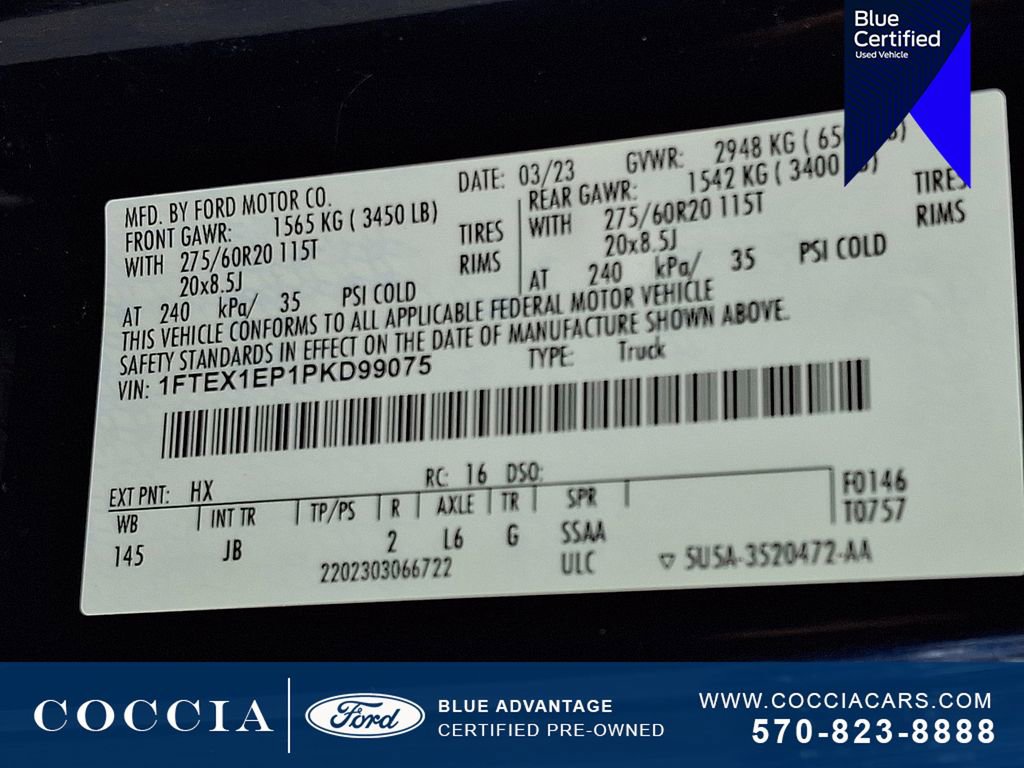 Blue
Certified
Used Vehicle
MFD. BY FORD MOTOR CO. DATE: 03/23 GVWR: 2948 KG (
FRONT GAWR: 1565 KG ( 3450 LB) REAR GAWR: 1542 KG ( 3400
WITH 275/60R20 115T TIRES WITH 275/60R20 115T TIRES
20x8.5J RIMS 20x8.5J RIMS
AT 240 kPa/ 35 PSI COLD AT 240 kPa/ 35 PSI COLD
THIS VEHICLE CONFORMS TO ALL APPLICABLE FEDERAL MOTOR VEHICLE
SAFETY STANDARDS IN EFFECT ON THE DATE OF MANUFACTURE SHOWN ABOVE.
VIN: 1FTEX1EP1PKD99075 TYPE: Truck
EXT PNT: HX RC: 16 DSO: F0146
WB INT TR TP/PS R AXLE TR SPR T0757
145 JB 2 L6 G SSAA
2202303066722 ULC ▽ 5U5A-3520472-AA
COCCIA Ford BLUE ADVANTAGE
CERTIFIED PRE-OWNED
WWW.COCCIACARS.COM
570-823-8888